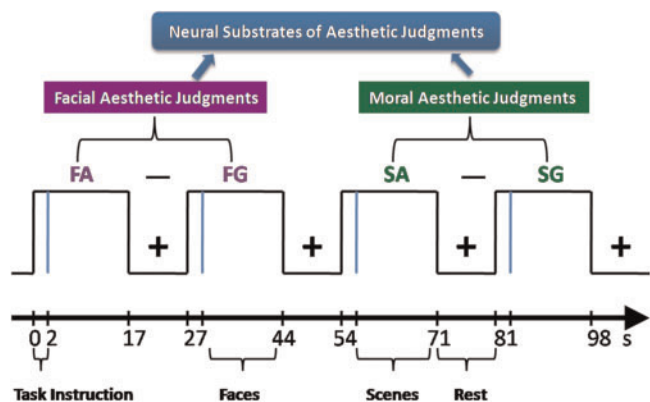 Neural Substrates of Aesthetic Judgments
Facial Aesthetic Judgments Moral Aesthetic Judgments
FA — FG SA — SG
+ + + +
0 2 17 27 44 54 71 81 98 s
Task Instruction Faces Scenes Rest